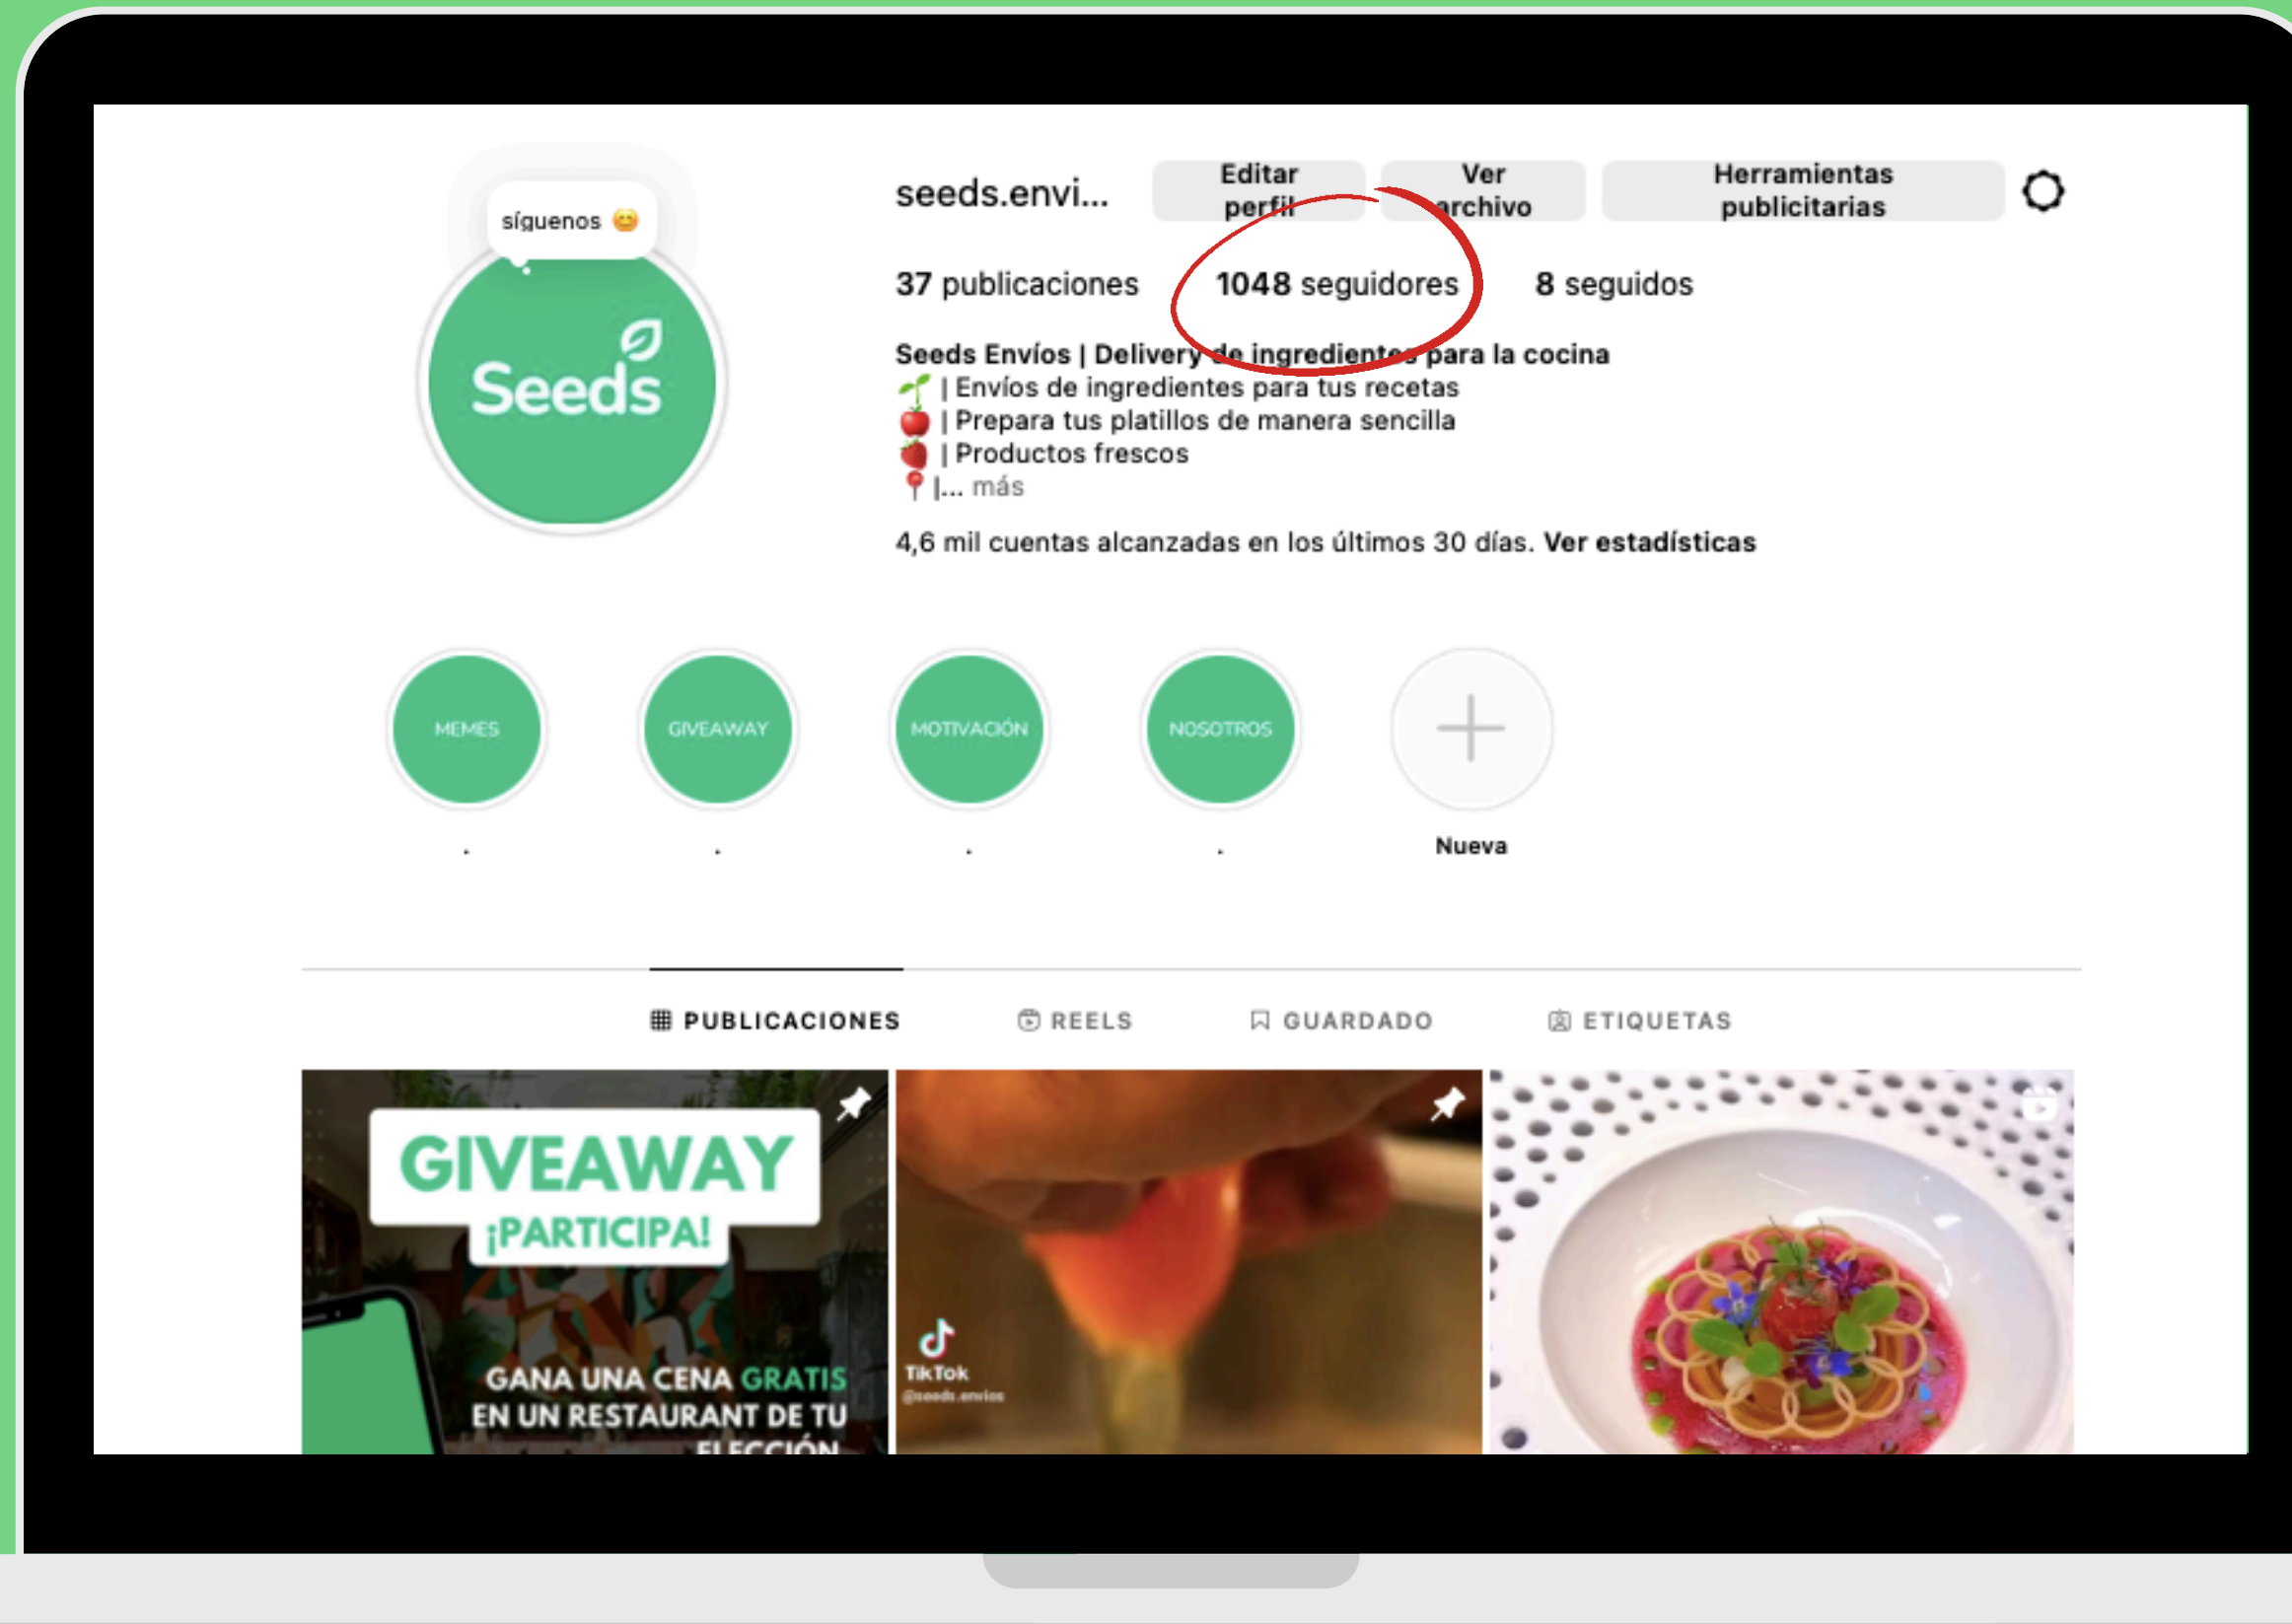 síguenos 😊
Seeds
seeds.envi...
Editar perfil
Ver archivo
Herramientas publicitarias
37 publicaciones
1048 seguidores
8 seguidos
Seeds Envíos | Delivery de ingredientes para la cocina
🌱 | Envíos de ingredientes para tus recetas
🍅 | Prepara tus platillos de manera sencilla
🍓 | Productos frescos
📍 |... más
4,6 mil cuentas alcanzadas en los últimos 30 días. Ver estadísticas
MEMES
GIVEAWAY
MOTIVACIÓN
NOSOTROS
.
.
.
.
Nueva
PUBLICACIONES
REELS
GUARDADO
ETIQUETAS
GIVEAWAY
¡PARTICIPA!
GANA UNA CENA GRATIS
EN UN RESTAURANT DE TU
ELECCIÓN
TikTok
@seeds.envios